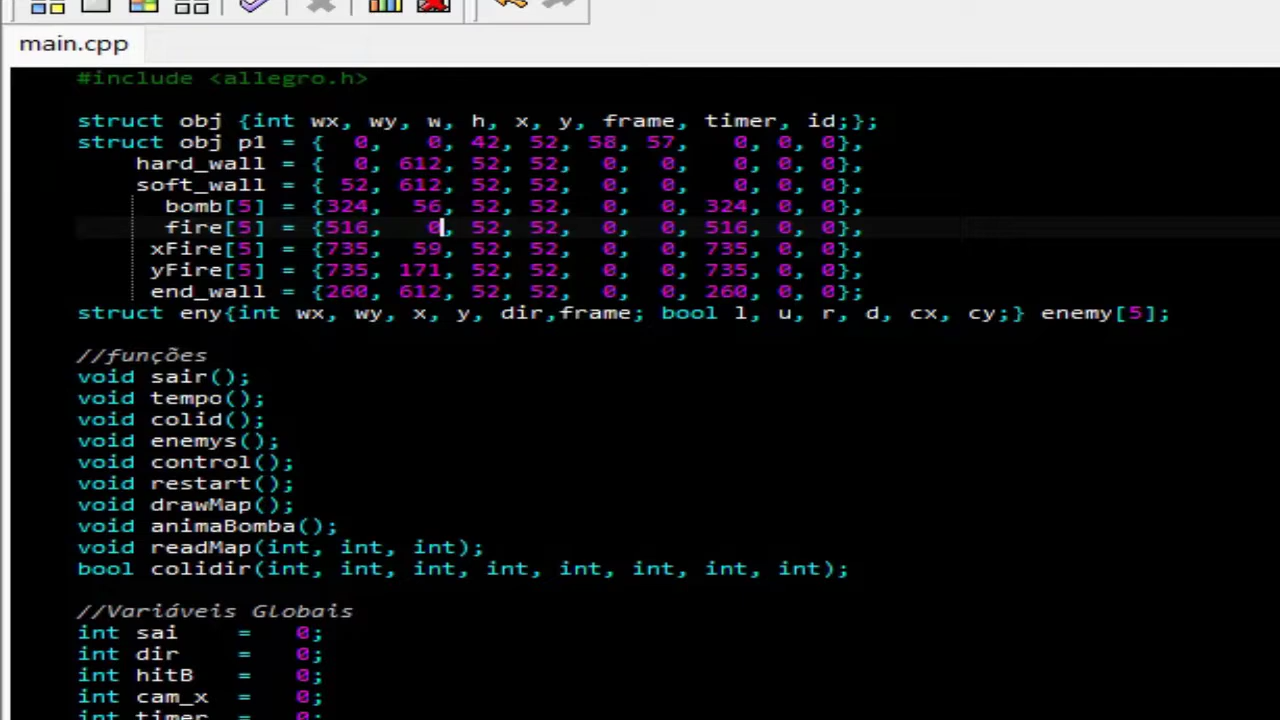 main.cpp
#include <allegro.h>
struct obj {int wx, wy, w, h, x, y, frame, timer, id;};
struct obj p1 = { 0, 0, 42, 52, 58, 57, 0, 0, 0},
hard_wall = { 0, 612, 52, 52, 0, 0, 0, 0, 0},
soft_wall = { 52, 612, 52, 52, 0, 0, 0, 0, 0},
bomb[5] = {324, 56, 52, 52, 0, 0, 324, 0, 0},
fire[5] = {516, 0, 52, 52, 0, 0, 516, 0, 0},
xFire[5] = {735, 59, 52, 52, 0, 0, 735, 0, 0},
yFire[5] = {735, 171, 52, 52, 0, 0, 735, 0, 0},
end_wall = {260, 612, 52, 52, 0, 0, 260, 0, 0};
struct eny{int wx, wy, x, y, dir,frame; bool l, u, r, d, cx, cy;} enemy[5];
//funções
void sair();
void tempo();
void colid();
void enemys();
void control();
void restart();
void drawMap();
void animaBomba();
void readMap(int, int, int);
bool colidir(int, int, int, int, int, int, int, int);
//Variáveis Globais
int sai = 0;
int dir = 0;
int hitB = 0;
int cam_x = 0;
int timer = 0;